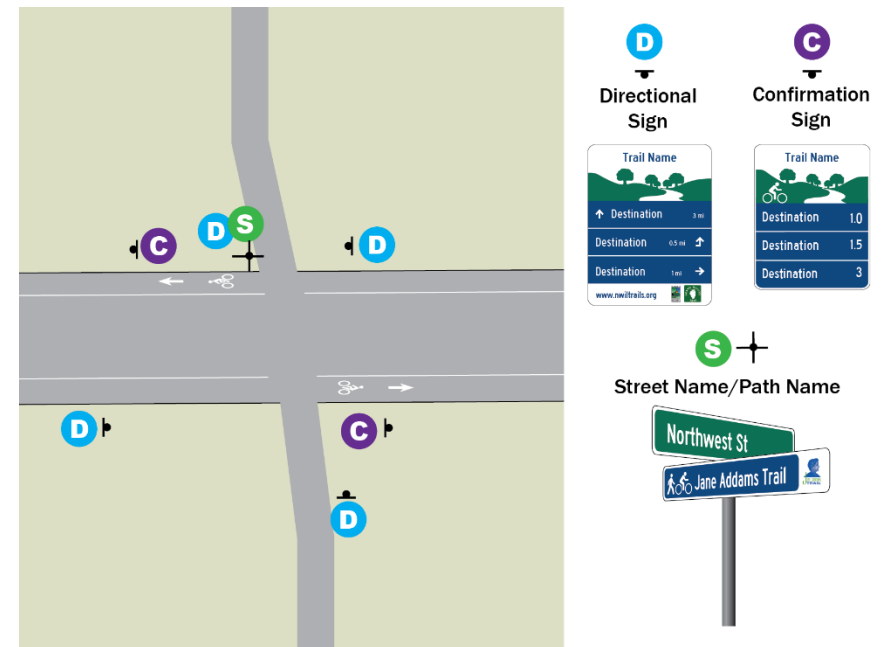 D
C
Directional
Sign
Confirmation
Sign
Trail Name
↑ Destination 3 mi
Destination 0.5 mi
Destination 1 mi →
www.nwiltrails.org
Trail Name
Destination 1.0
Destination 1.5
Destination 3
S
Street Name/Path Name
Northwest St
Jane Addams Trail
D
S
C
D
D
C
D